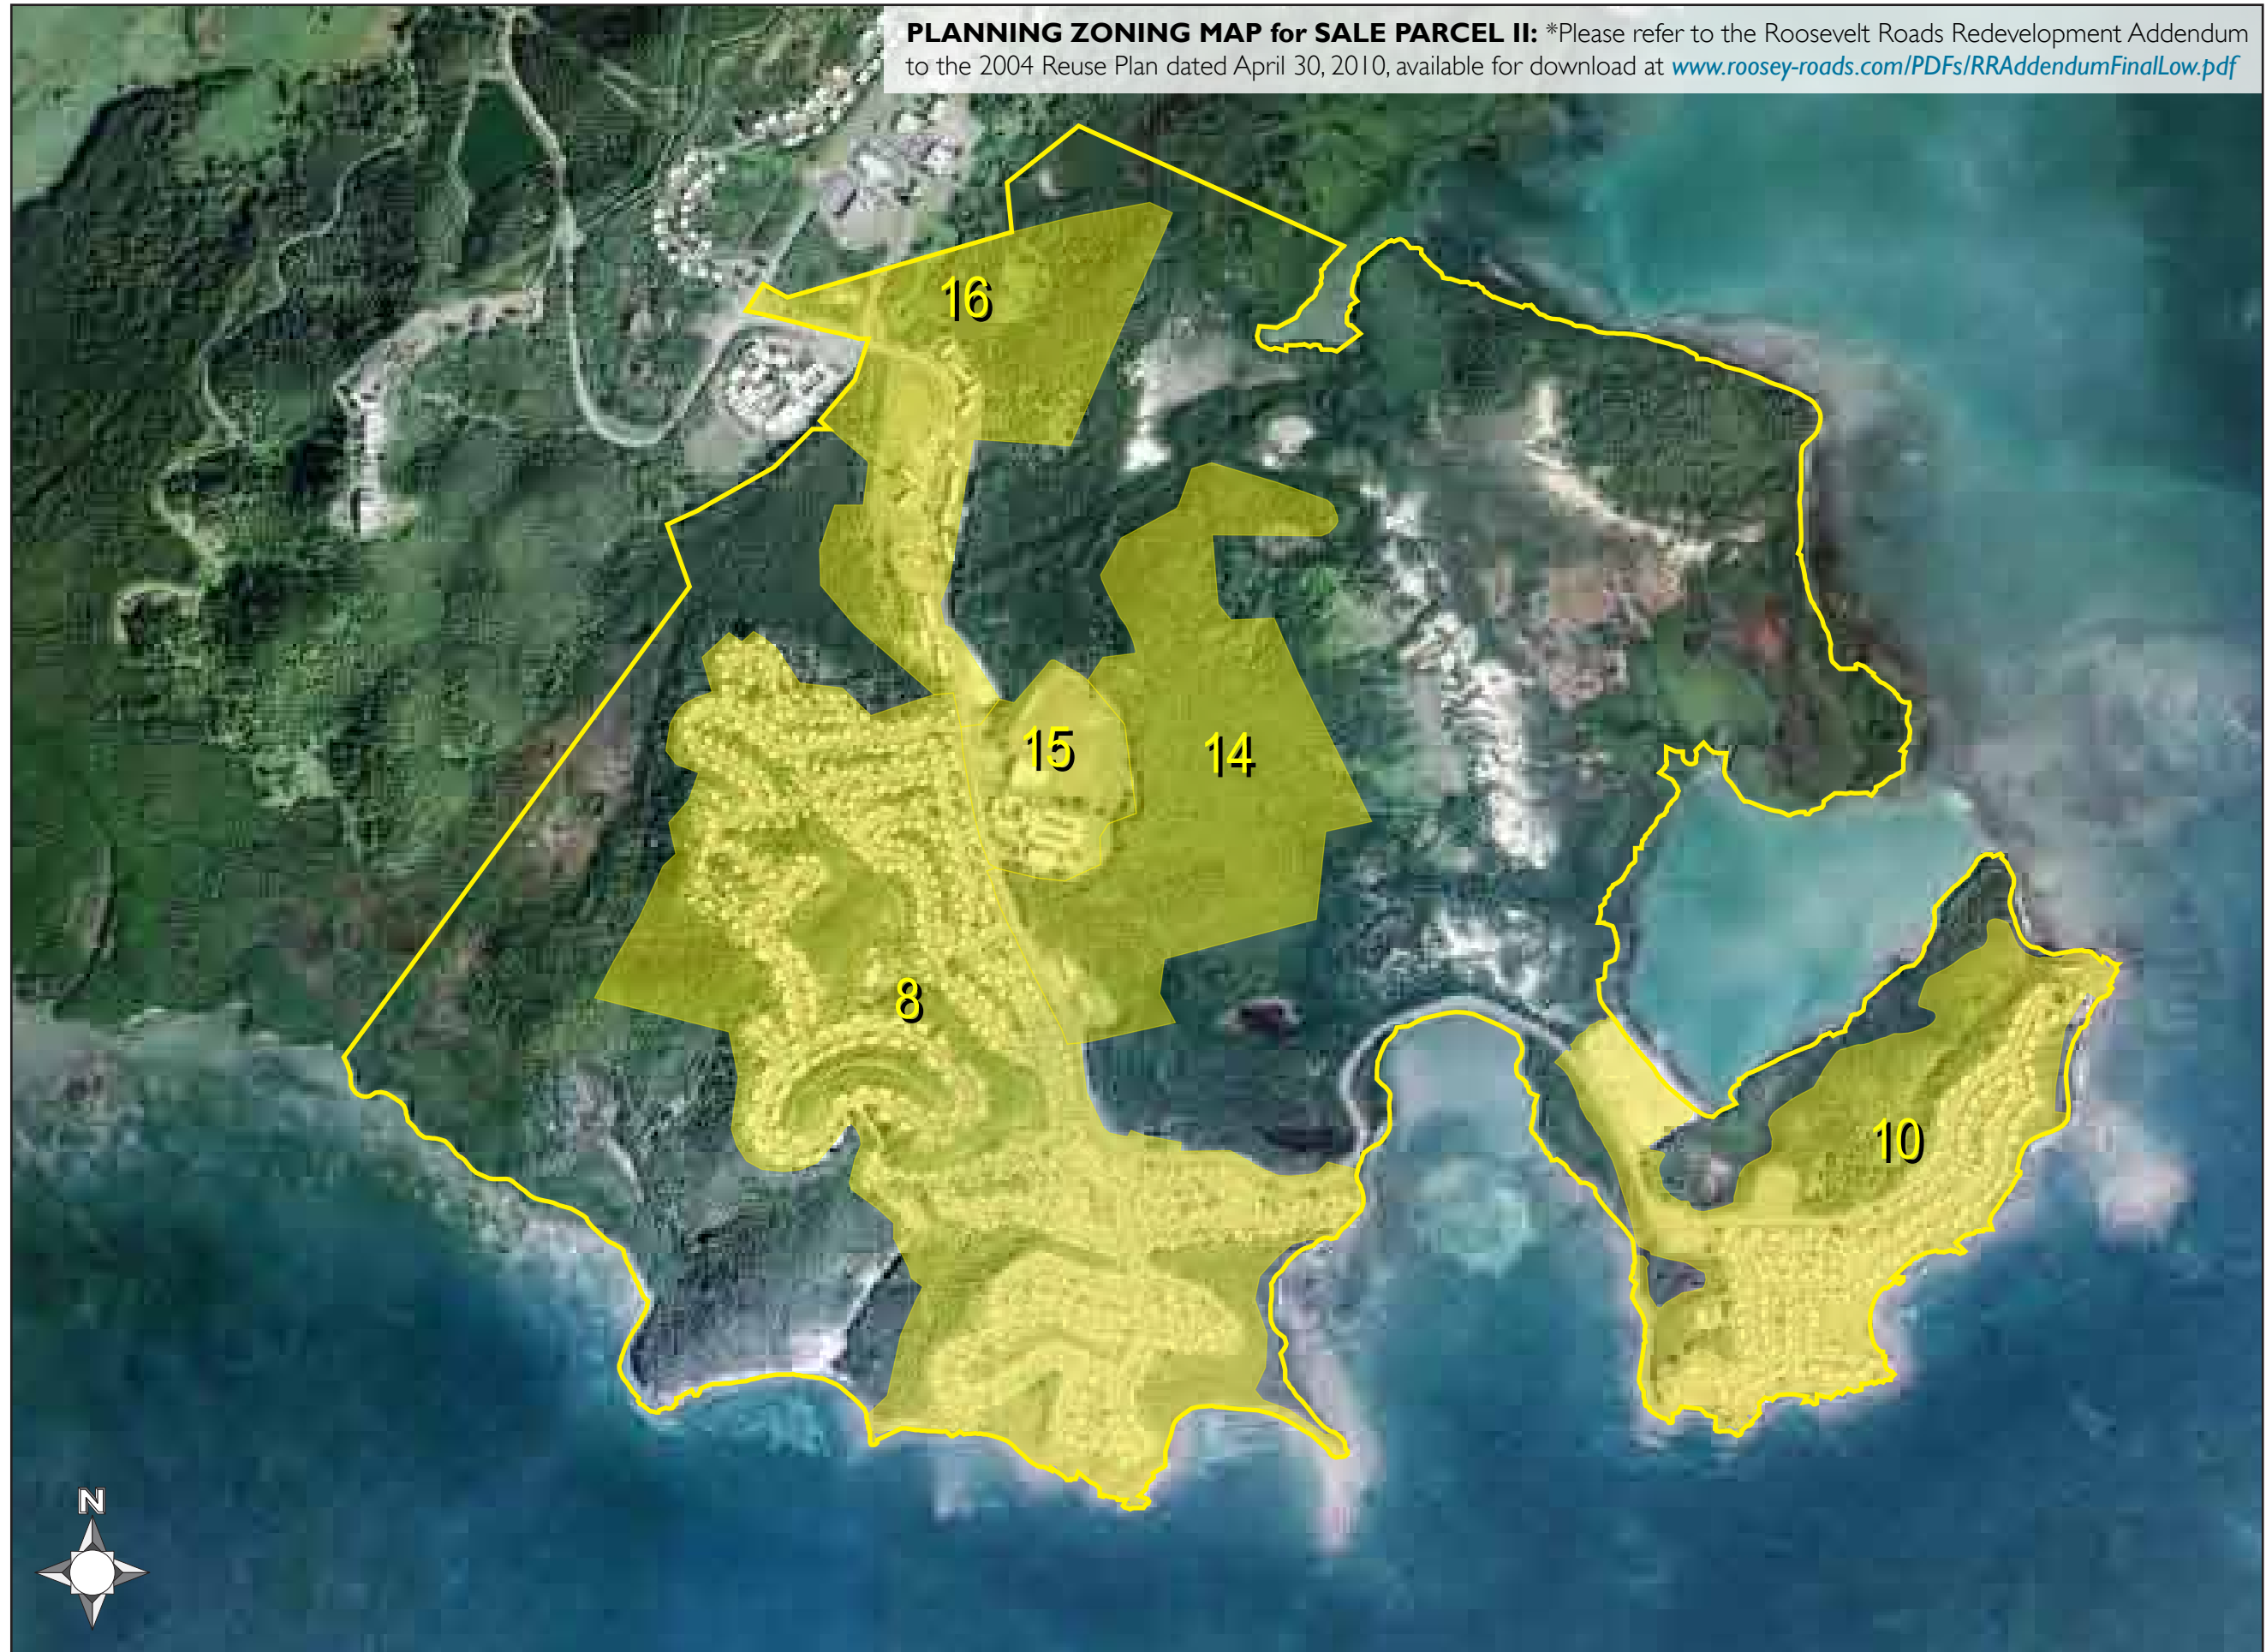 PLANNING ZONING MAP for SALE PARCEL II: *Please refer to the Roosevelt Roads Redevelopment Addendum
to the 2004 Reuse Plan dated April 30, 2010, available for download at www.roosey-roads.com/PDFs/RRAddendumFinalLow.pdf
16
15
14
8
10
N